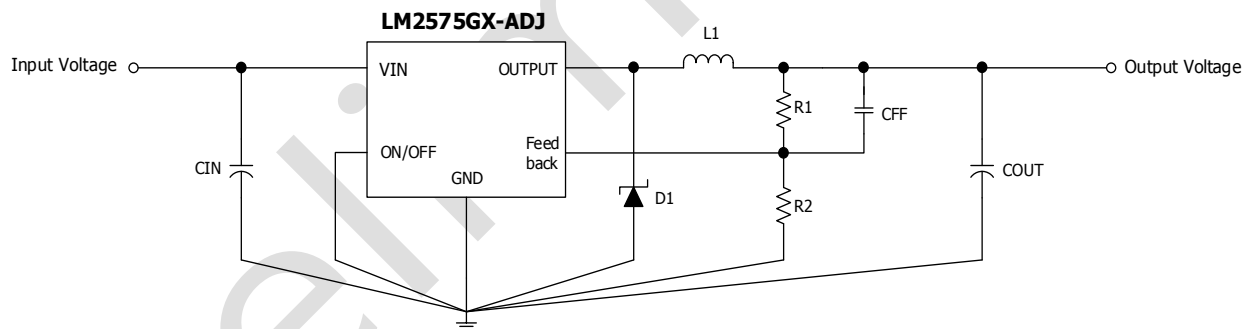 LM2575GX-ADJ
L1
Input Voltage
VIN
OUTPUT
Output Voltage
R1
CFF
ON/OFF
Feed
back
CIN
GND
D1
R2
COUT